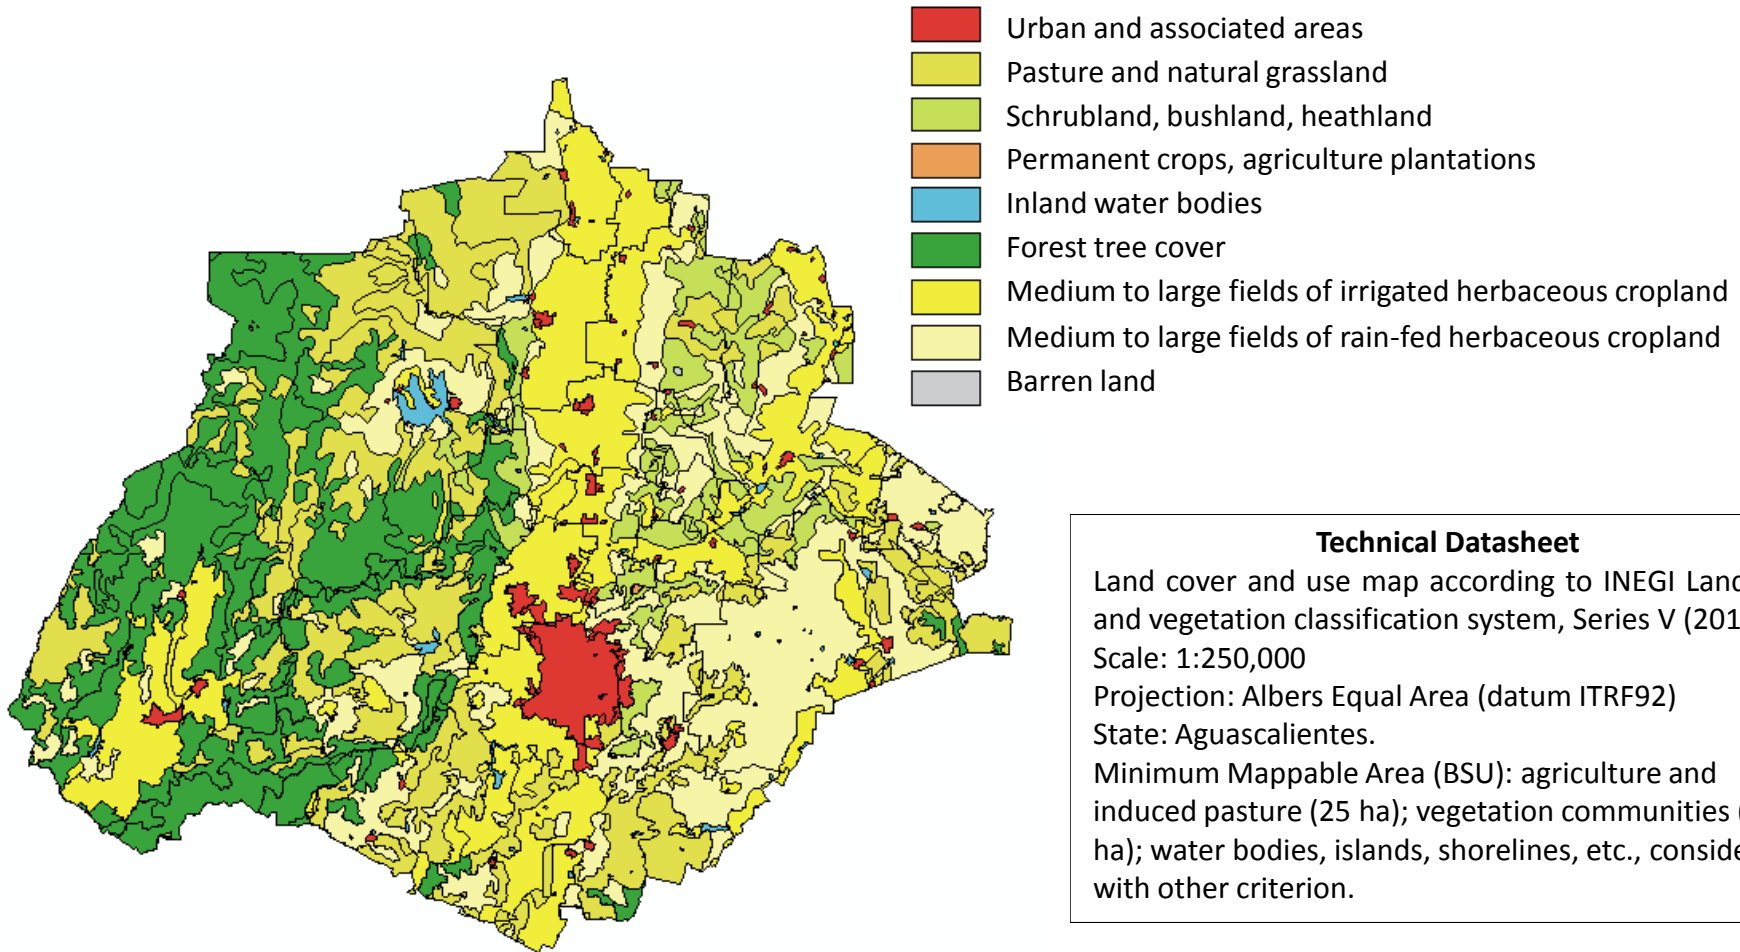 Urban and associated areas
Pasture and natural grassland
Schrubland, bushland, heathland
Permanent crops, agriculture plantations
Inland water bodies
Forest tree cover
Medium to large fields of irrigated herbaceous cropland
Medium to large fields of rain-fed herbaceous cropland
Barren land
Technical Datasheet
Land cover and use map according to INEGI Land
and vegetation classification system, Series V (201
Scale: 1:250,000
Projection: Albers Equal Area (datum ITRF92)
State: Aguascalientes.
Minimum Mappable Area (BSU): agriculture and
induced pasture (25 ha); vegetation communities (
ha); water bodies, islands, shorelines, etc., conside
with other criterion.